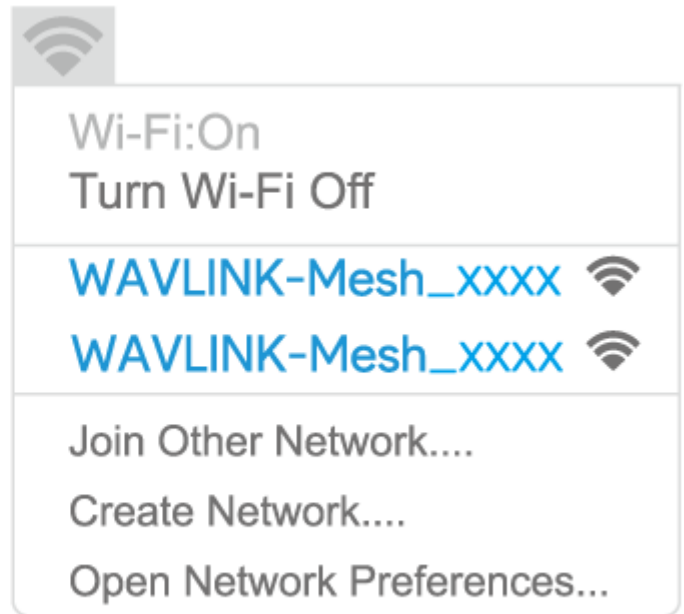 Wi-Fi:On
Turn Wi-Fi Off
WAVLINK-Mesh_xxxx
WAVLINK-Mesh_xxxx
Join Other Network....
Create Network....
Open Network Preferences...